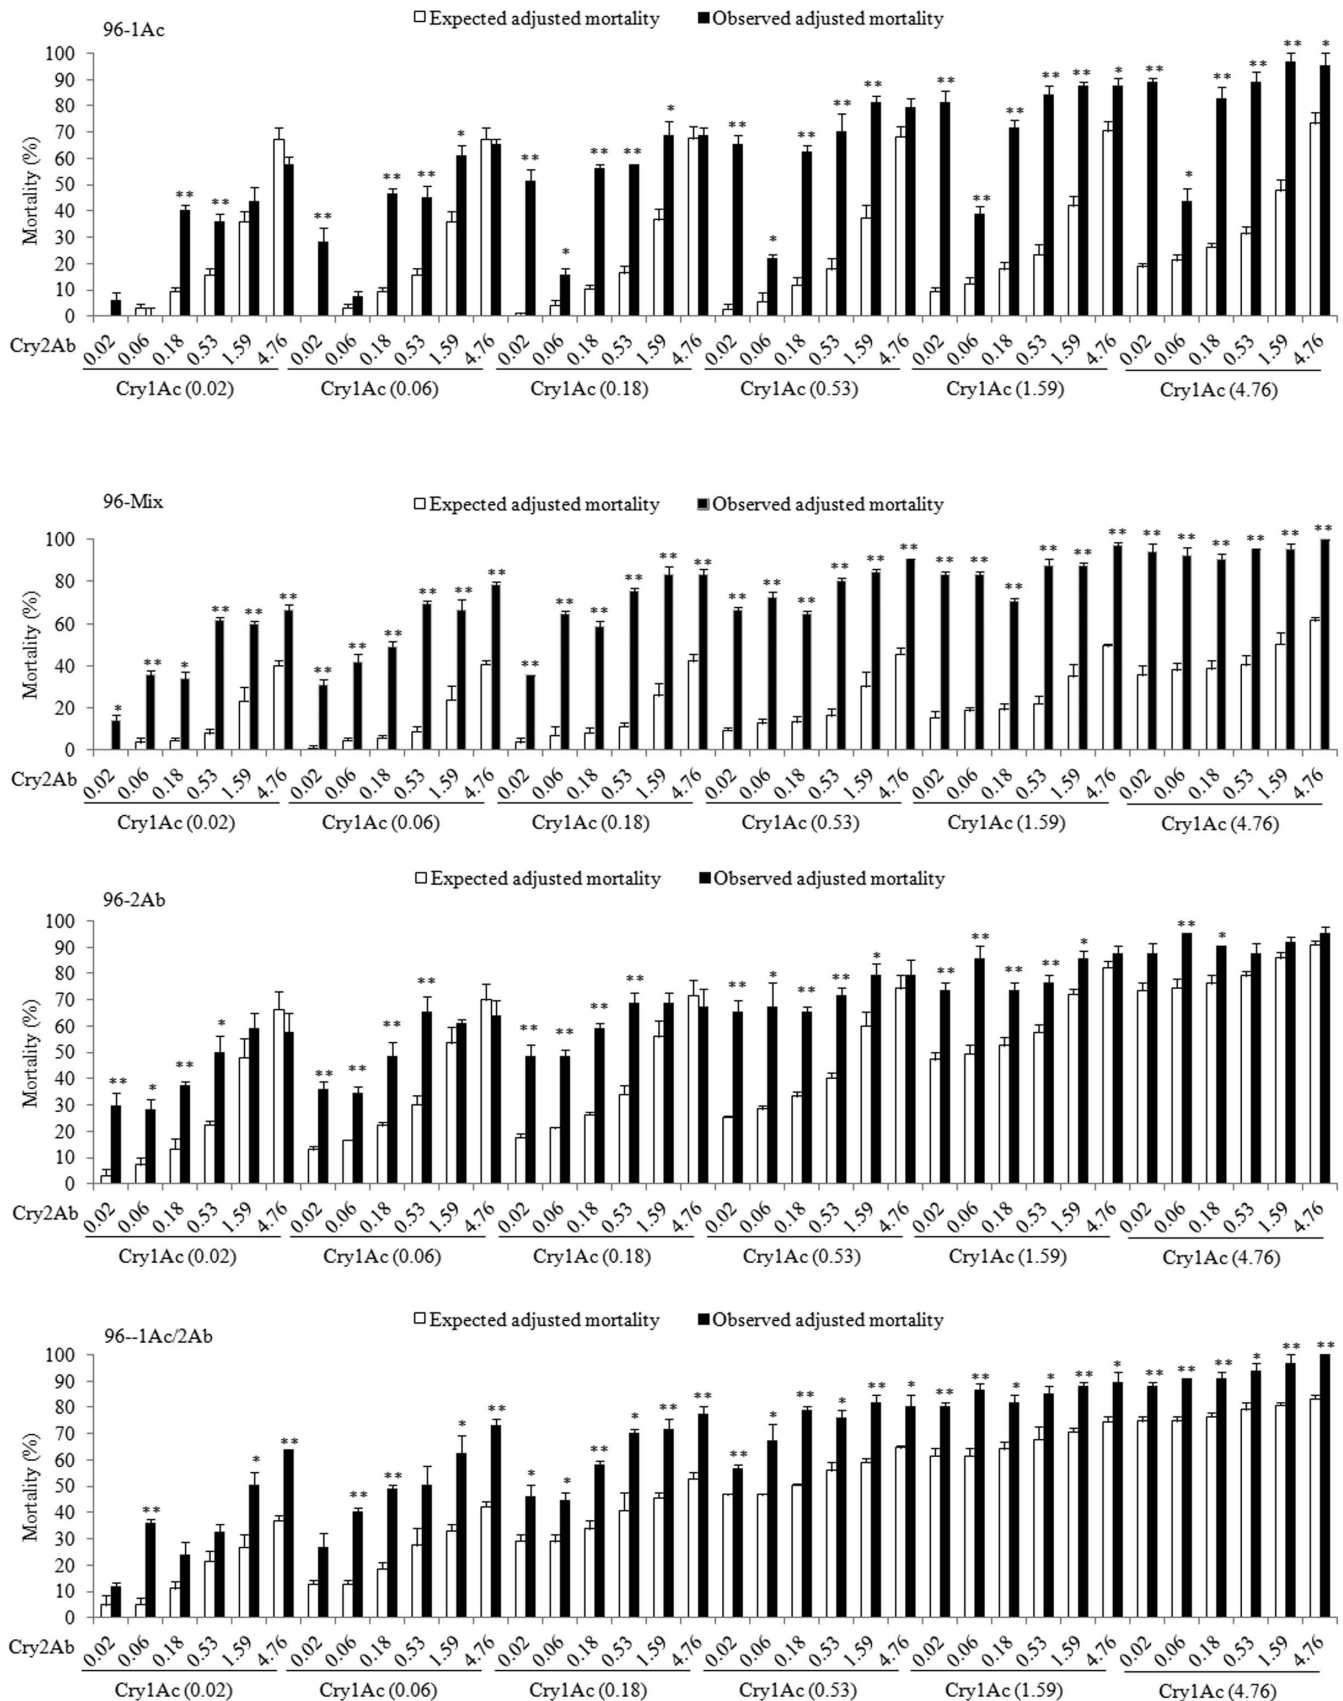 96-1Ac
Expected adjusted mortality Observed adjusted mortality
Mortality (%)
100
90
80
70
60
50
40
30
20
10
0
** ** ** ** ** * ** * ** ** * ** * ** ** ** ** ** ** ** ** * ** * ** ** ** *
Cry2Ab 0.02 0.06 0.18 0.53 1.59 4.76 0.02 0.06 0.18 0.53 1.59 4.76 0.02 0.06 0.18 0.53 1.59 4.76 0.02 0.06 0.18 0.53 1.59 4.76 0.02 0.06 0.18 0.53 1.59 4.76 0.02 0.06 0.18 0.53 1.59 4.76
Cry1Ac (0.02) Cry1Ac (0.06) Cry1Ac (0.18) Cry1Ac (0.53) Cry1Ac (1.59) Cry1Ac (4.76)
96-Mix
Expected adjusted mortality Observed adjusted mortality
Mortality (%)
100
80
60
40
20
0
* ** * ** ** ** ** ** ** ** ** ** ** ** ** ** ** ** ** ** ** ** ** ** ** ** ** ** ** ** ** ** ** ** ** **
Cry2Ab 0.02 0.06 0.18 0.53 1.59 4.76 0.02 0.06 0.18 0.53 1.59 4.76 0.02 0.06 0.18 0.53 1.59 4.76 0.02 0.06 0.18 0.53 1.59 4.76 0.02 0.06 0.18 0.53 1.59 4.76 0.02 0.06 0.18 0.53 1.59 4.76
Cry1Ac (0.02) Cry1Ac (0.06) Cry1Ac (0.18) Cry1Ac (0.53) Cry1Ac (1.59) Cry1Ac (4.76)
Expected adjusted mortality Observed adjusted mortality
96-2Ab
Mortality (%)
100
90
80
70
60
50
40
30
20
10
0
** * ** * ** ** ** ** ** ** ** ** ** * ** ** * ** ** ** ** * ** *
Cry2Ab 0.02 0.06 0.18 0.53 1.59 4.76 0.02 0.06 0.18 0.53 1.59 4.76 0.02 0.06 0.18 0.53 1.59 4.76 0.02 0.06 0.18 0.53 1.59 4.76 0.02 0.06 0.18 0.53 1.59 4.76 0.02 0.06 0.18 0.53 1.59 4.76
Cry1Ac (0.02) Cry1Ac (0.06) Cry1Ac (0.18) Cry1Ac (0.53) Cry1Ac (1.59) Cry1Ac (4.76)
Expected adjusted mortality Observed adjusted mortality
96--1Ac/2Ab
Mortality (%)
100
90
80
70
60
50
40
30
20
10
0
** * ** ** ** * ** * * ** * ** ** ** * ** * ** * ** ** * * ** * ** ** ** * ** **
Cry2Ab 0.02 0.06 0.18 0.53 1.59 4.76 0.02 0.06 0.18 0.53 1.59 4.76 0.02 0.06 0.18 0.53 1.59 4.76 0.02 0.06 0.18 0.53 1.59 4.76 0.02 0.06 0.18 0.53 1.59 4.76 0.02 0.06 0.18 0.53 1.59 4.76
Cry1Ac (0.02) Cry1Ac (0.06) Cry1Ac (0.18) Cry1Ac (0.53) Cry1Ac (1.59) Cry1Ac (4.76)